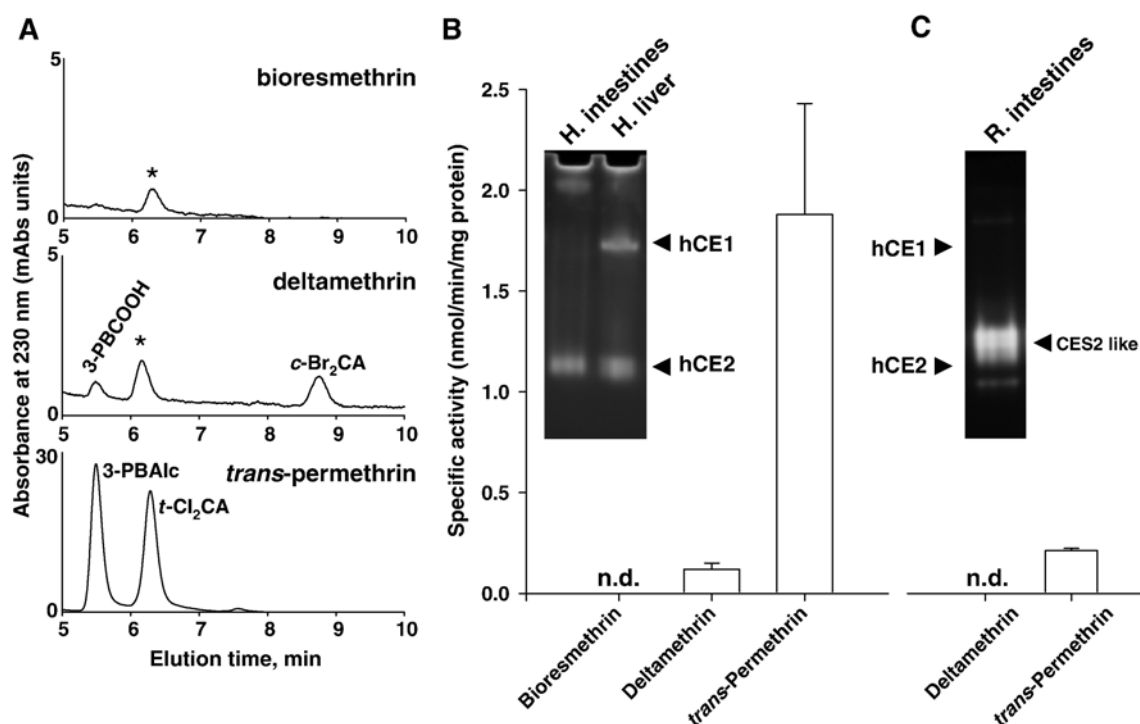 A
5
bioresmethrin
*
0
5 6 7 8 9 10
5
deltamethrin
3-PBCOOH
*
c-Br₂CA
0
5 6 7 8 9 10
30
trans-permethrin
3-PBAlc
t-Cl₂CA
0
5 6 7 8 9 10
Elution time, min
Absorbance at 230 nm (mAbs units)
B
H. intestines
H. liver
hCE1
hCE2
Specific activity (nmol/min/mg protein)
2.5
2.0
1.5
1.0
0.5
0.0
n.d.
Bioresmethrin
Deltamethrin
trans-Permethrin
C
R. intestines
hCE1
CES2 like
hCE2
n.d.
Deltamethrin
trans-Permethrin